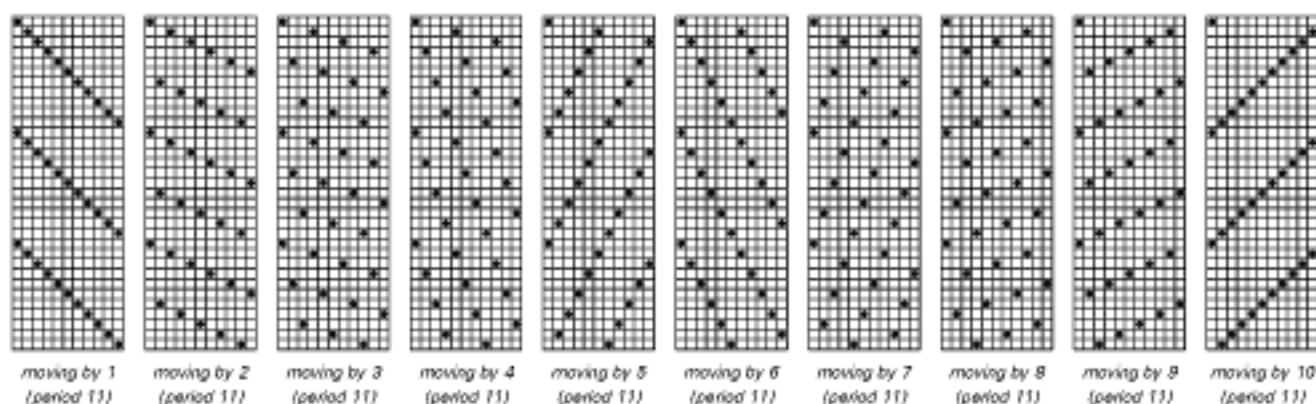 moving by 1 moving by 2 moving by 3 moving by 4 moving by 5 moving by 6 moving by 7 moving by 8 moving by 9 moving by 10
(period 11) (period 11) (period 11) (period 11) (period 11) (period 11) (period 11) (period 11) (period 11) (period 11)